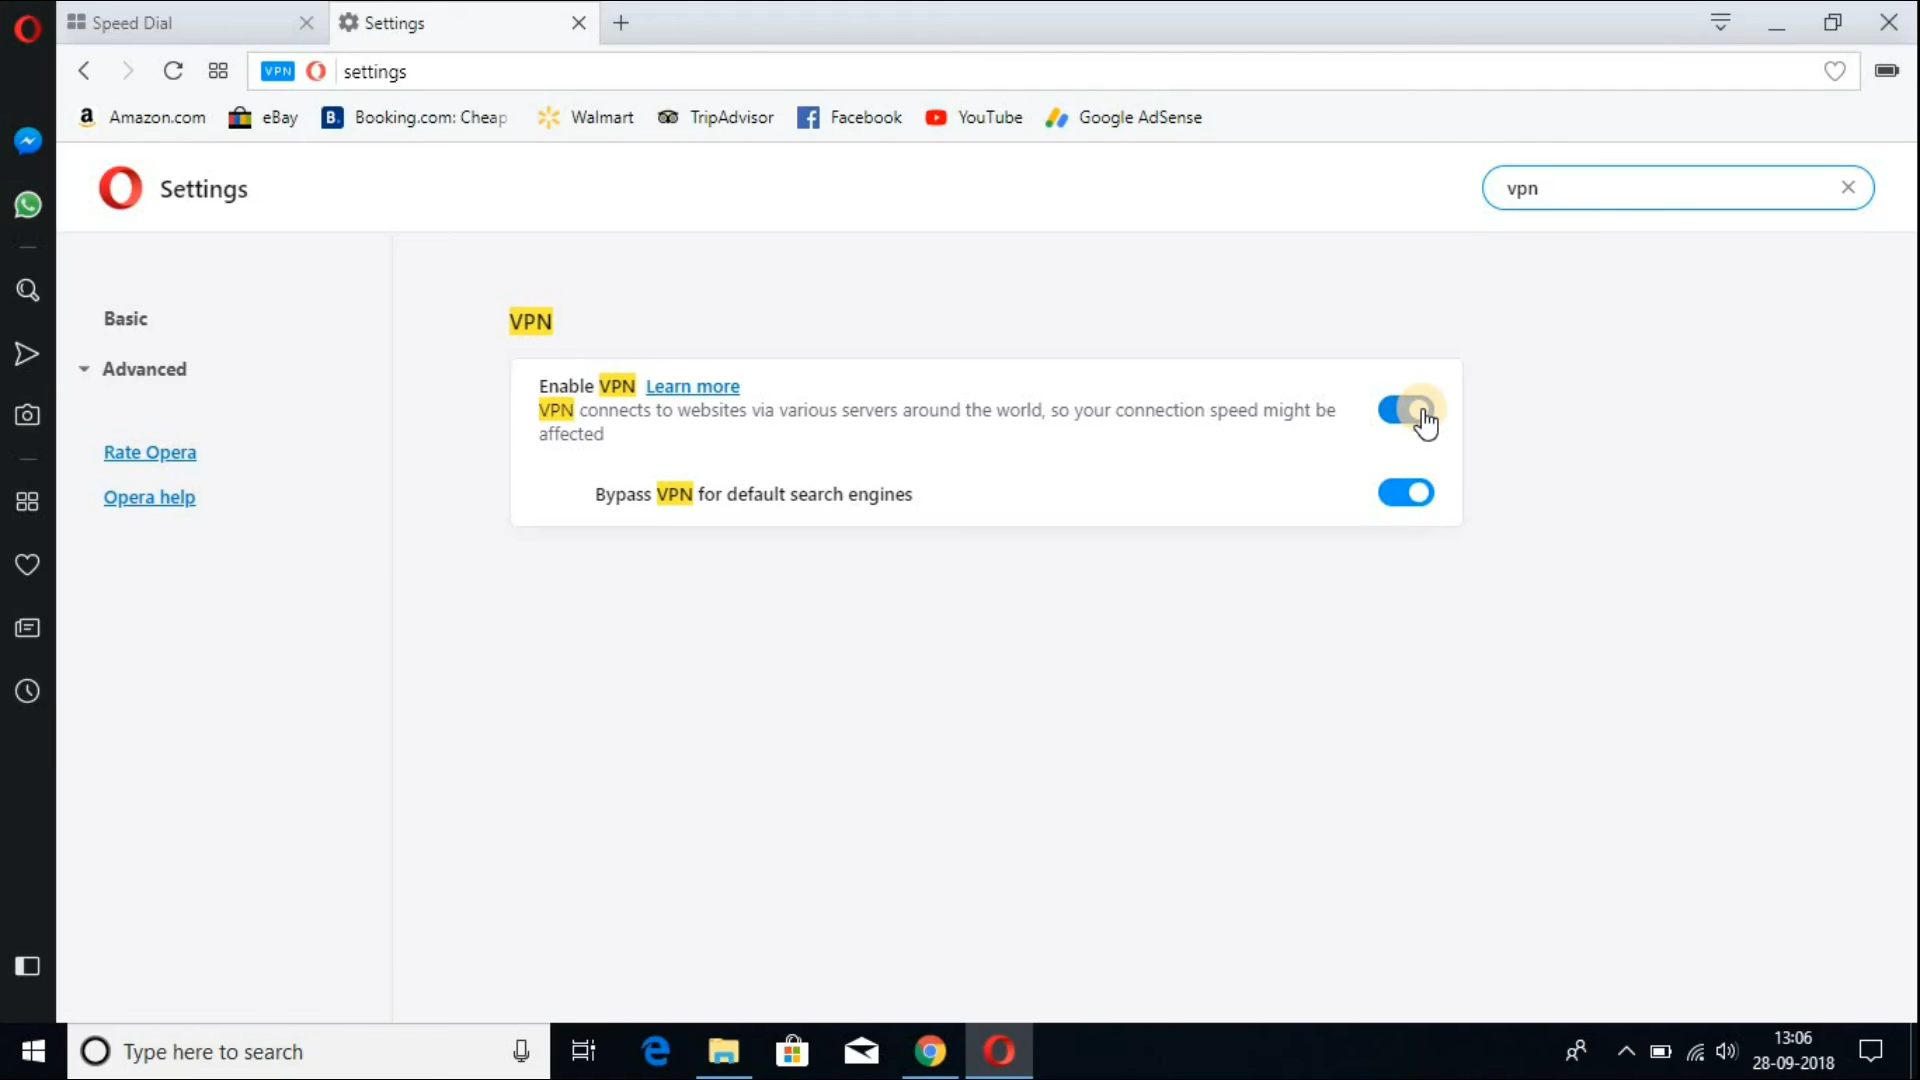 Speed Dial
Settings
VPN
settings
Amazon.com
eBay
Booking.com: Cheap
Walmart
TripAdvisor
Facebook
YouTube
Google AdSense
Settings
vpn
Basic
Advanced
Rate Opera
Opera help
VPN
Enable VPN Learn more
VPN connects to websites via various servers around the world, so your connection speed might be
affected
Bypass VPN for default search engines
Type here to search
13:06
28-09-2018